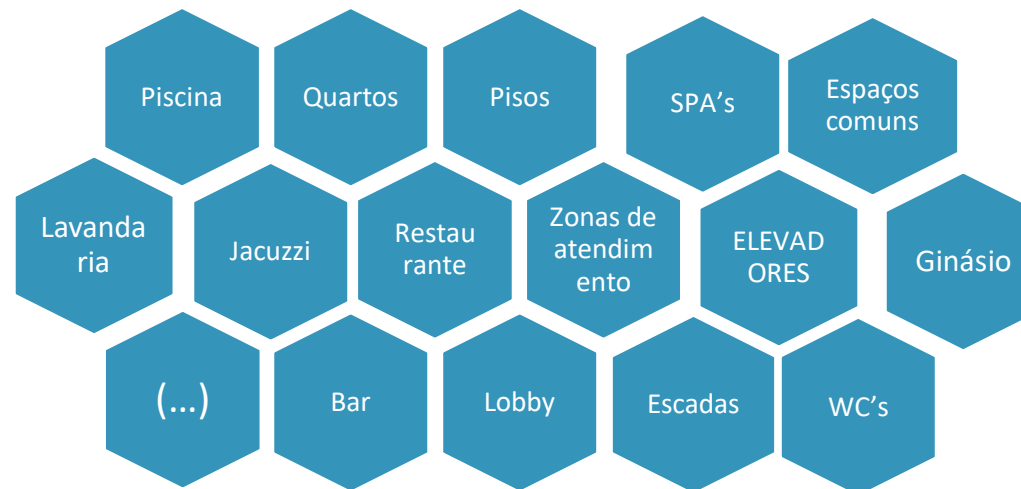 Piscina
Quartos
Pisos
SPA’s
Espaços
comuns
Lavanda
ria
Jacuzzi
Restau
rante
Zonas de
atendim
ento
ELEVAD
ORES
Ginásio
(...)
Bar
Lobby
Escadas
WC’s